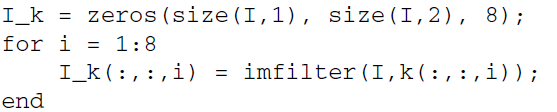 I_k = zeros(size(I,1), size(I,2), 8);
for i = 1:8
    I_k(:,:,i) = imfilter(I,k(:,:,i));
end